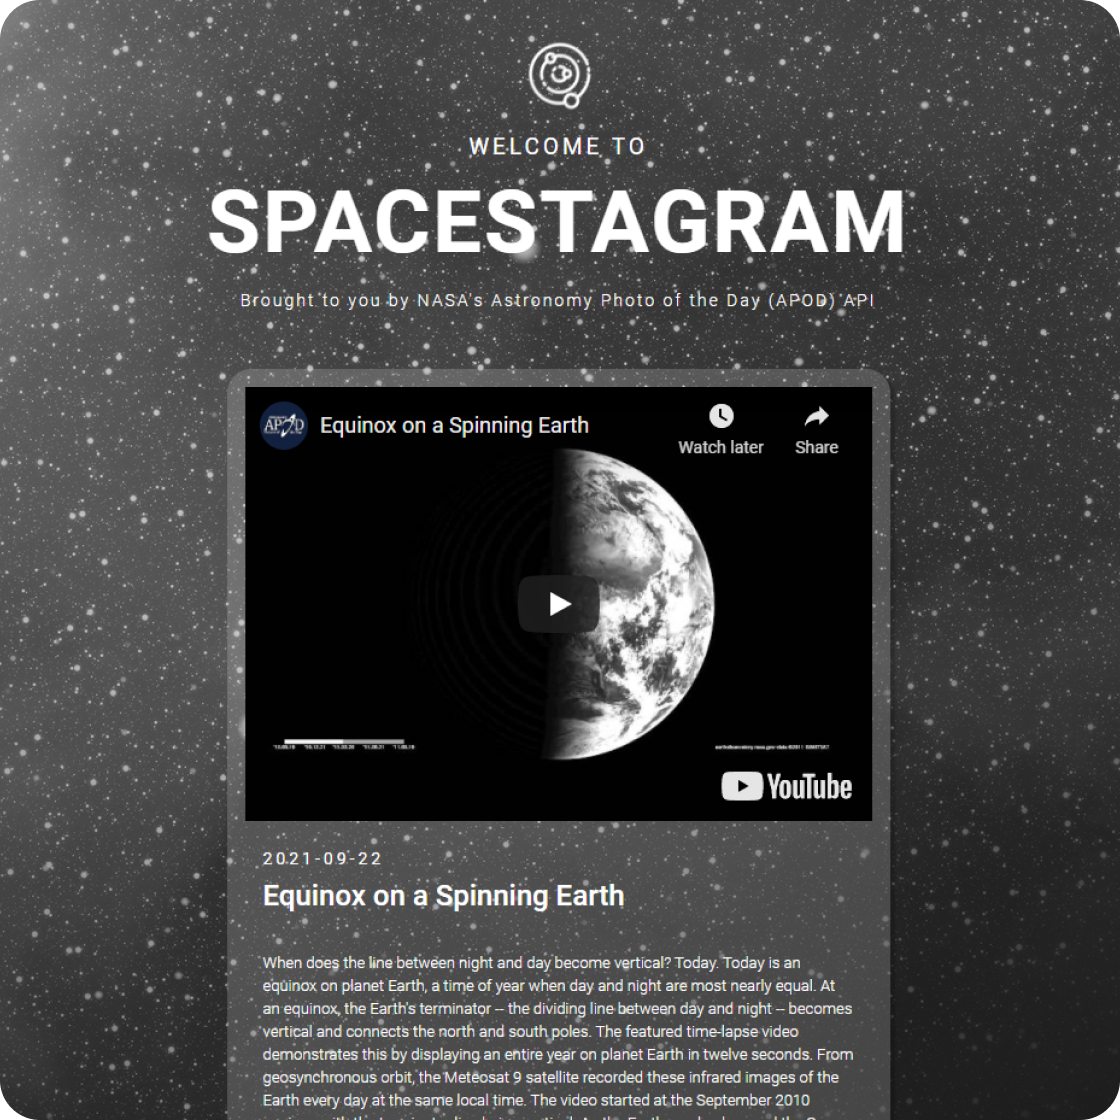 WELCOME TO
SPACESTAGRAM
Brought to you by NASA's Astronomy Photo of the Day (APOD) API
APOD
Equinox on a Spinning Earth
Watch later
Share
YouTube
2021-09-22
Equinox on a Spinning Earth
When does the line between night and day become vertical? Today. Today is an
equinox on planet Earth, a time of year when day and night are most nearly equal. At
an equinox, the Earth's terminator -- the dividing line between day and night -- becomes
vertical and connects the north and south poles. The featured time-lapse video
demonstrates this by displaying an entire year on planet Earth in twelve seconds. From
geosynchronous orbit, the Meteosat 9 satellite recorded these infrared images of the
Earth every day at the same local time. The video started at the September 2010